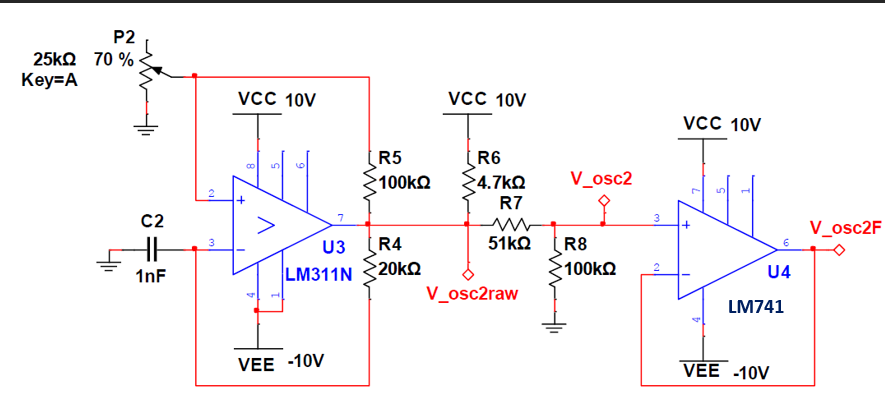 P2
25kΩ 70 %
Key=A
VCC 10V
VCC 10V
VCC 10V
8
5
6
R5
100kΩ
R6
4.7kΩ
R7
51kΩ
V_osc2
7
5
1
2
+
>
7
3
−
U3
LM311N
4
1
C2
1nF
R4
20kΩ
V_osc2raw
R8
100kΩ
3
+
V_osc2F
6
2
−
U4
LM741
4
VEE -10V
VEE -10V